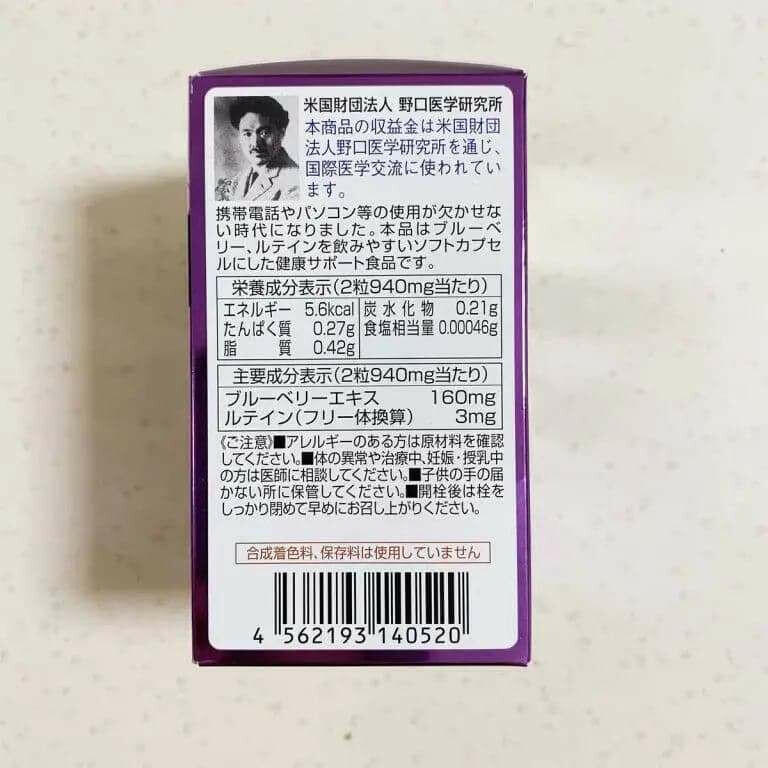 米国財団法人 野口医学研究所
本商品の収益金は米国財団
法人野口医学研究所を通じ、
国際医学交流に使われてい
ます。
携帯電話やパソコン等の使用が欠かせな
い時代になりました。本品はブルーベ
リー、ルテインを飲みやすいソフトカプセ
ルにした健康サポート食品です。
栄養成分表示(2粒940mg当たり)
エネルギー 5.6kcal 炭水化物 0.21g
たんぱく質 0.27g 食塩相当量 0.00046g
脂質 0.42g
主要成分表示(2粒940mg当たり)
ブルーベリーエキス 160mg
ルテイン(フリー体換算) 3mg
《ご注意》■アレルギーのある方は原材料を確認
してください。■体の異常や治療中、妊娠・授乳中
の方は医師に相談してください。■子供の手の届
かない所に保管してください。■開栓後は栓を
しっかり閉めて早めにお召し上がりください。
合成着色料、保存料は使用していません
4 562193 140520